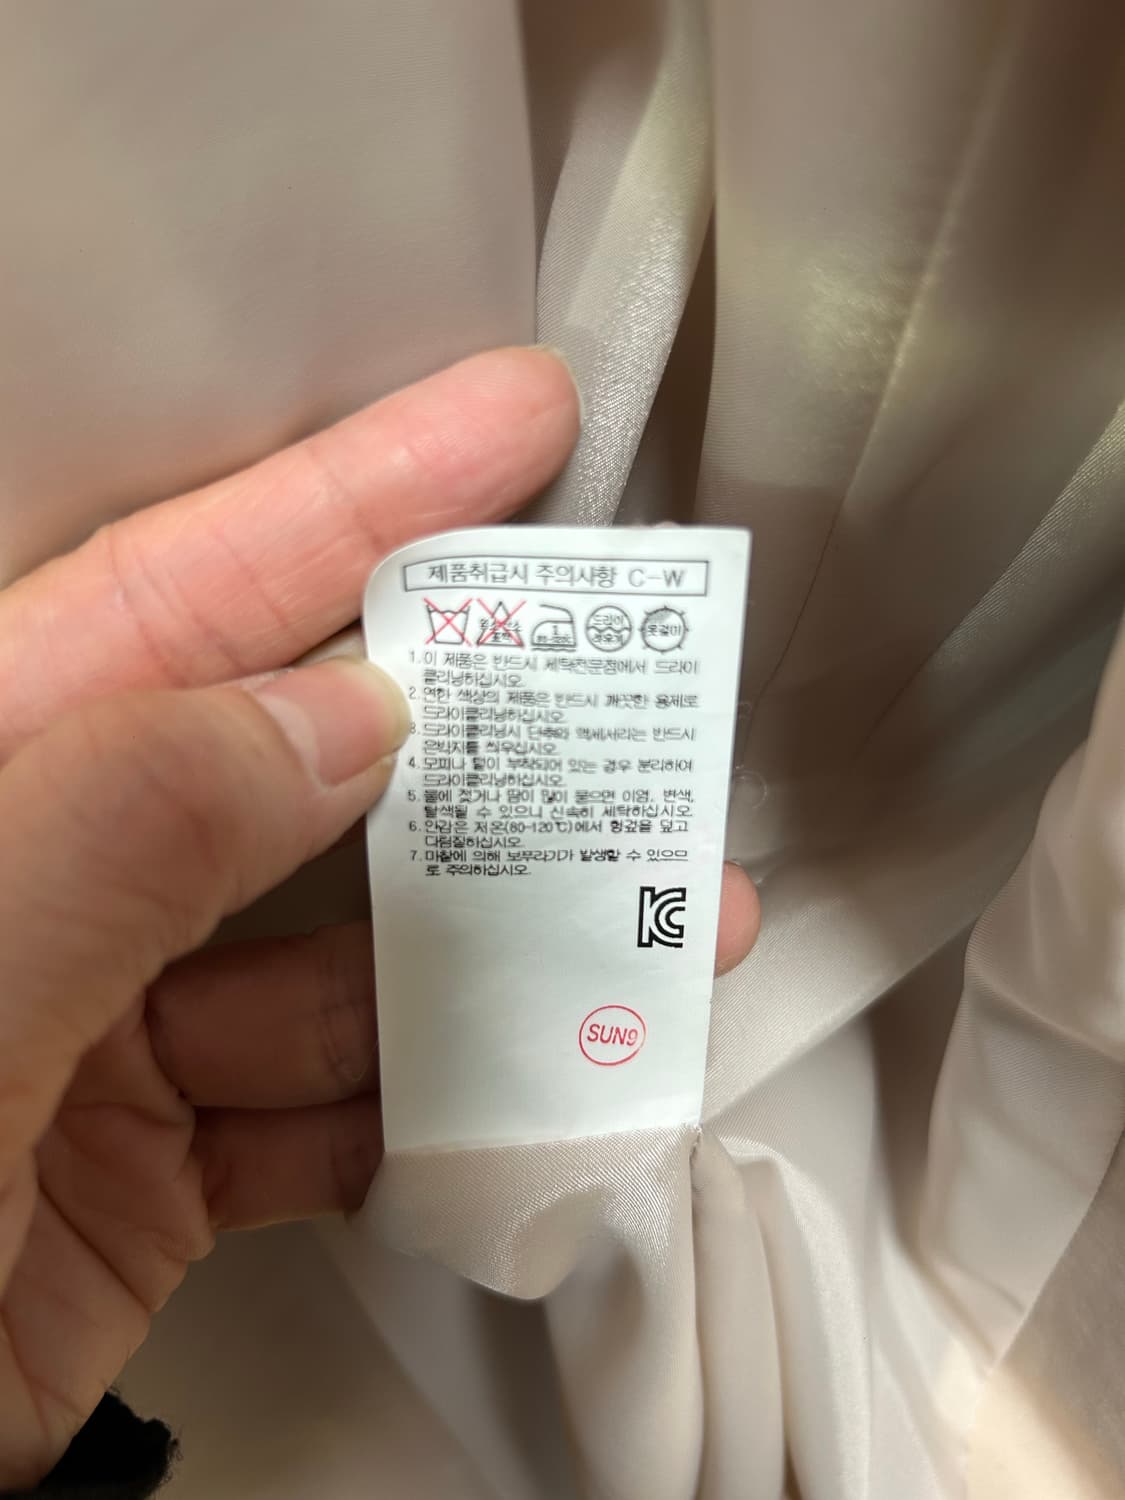 제품취급시 주의사항 C-W
드라이
옷걸이
1. 이 제품은 반드시 세탁전문점에서 드라이
클리닝하십시오.
2. 연한 색상의 제품은 반드시 깨끗한 용제로
드라이클리닝하십시오.
3. 드라이클리닝시 단추와 액세서리는 반드시
은박지를 씌우십시오.
4. 모피나 털이 부착되어 있는 경우 분리하여
드라이클리닝하십시오.
5. 물에 젖거나 땀이 많이 묻으면 이염, 변색,
탈색될 수 있으니 신속히 세탁하십시오.
6. 안감은 저온(80-120℃)에서 헝겊을 덮고
다림질하십시오.
7. 마찰에 의해 보푸라기가 발생할 수 있으므
로 주의하십시오.
KC
SUN9